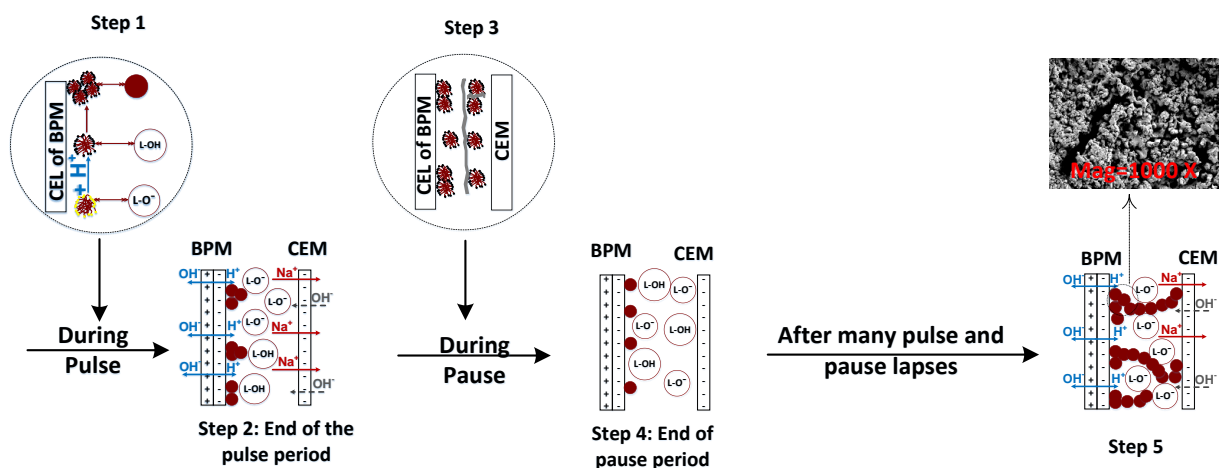 Step 1
CEL of BPM
+ H⁺
L-OH
L-O⁻
During
Pulse
BPM
CEM
OH⁻
H⁺
L-O⁻
Na⁺
L-O⁻
OH⁻
OH⁻
H⁺
L-O⁻
Na⁺
OH⁻
H⁺
L-OH
Na⁺
L-OH
OH⁻
Step 2: End of the
pulse period
Step 3
CEL of BPM
CEM
During
Pause
BPM
CEM
L-OH
L-O⁻
L-O⁻
L-OH
L-OH
L-O⁻
Step 4: End of
pause period
After many pulse and
pause lapses
Mag=1000 X
BPM
CEM
OH⁻
H⁺
L-O⁻
Na⁺
OH⁻
OH⁻
H⁺
L-O⁻
Na⁺
L-O⁻
OH⁻
H⁺
L-O⁻
L-O⁻
OH⁻
Step 5